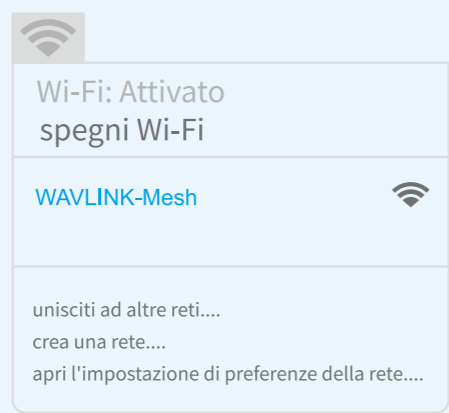 Wi-Fi: Attivato
spegni Wi-Fi
WAVLINK-Mesh
unisciti ad altre reti....
crea una rete....
apri l'impostazione di preferenze della rete....